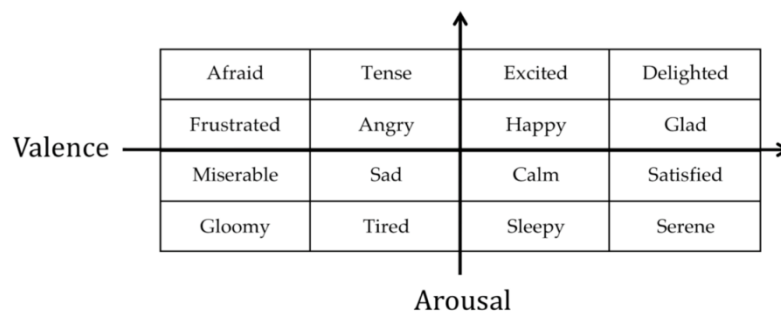 Afraid Tense Excited Delighted
Frustrated Angry Happy Glad
Valence
Miserable Sad Calm Satisfied
Gloomy Tired Sleepy Serene
Arousal